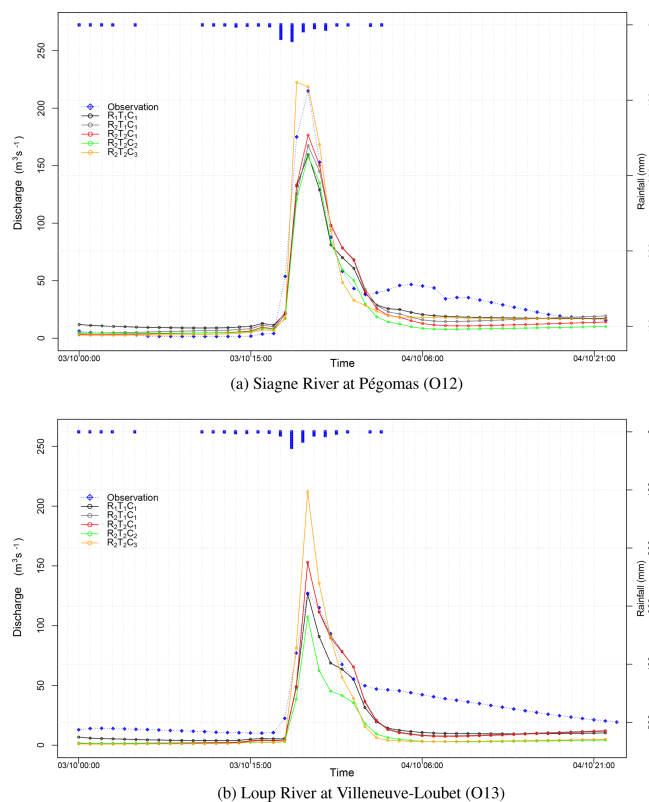 250
200
150
100
50
0
Discharge (m³s⁻¹)
Observation
R₁T₁C₁
R₂T₁C₁
R₂T₂C₁
R₂T₂C₂
R₂T₂C₃
Rainfall (mm)
03/10 00:00
03/10 15:00
04/10 06:00
04/10 21:00
Time
(a) Siagne River at Pégomas (O12)
250
200
150
100
50
0
Discharge (m³s⁻¹)
Observation
R₁T₁C₁
R₂T₁C₁
R₂T₂C₁
R₂T₂C₂
R₂T₂C₃
Rainfall (mm)
03/10 00:00
03/10 15:00
04/10 06:00
04/10 21:00
Time
(b) Loup River at Villeneuve-Loubet (O13)